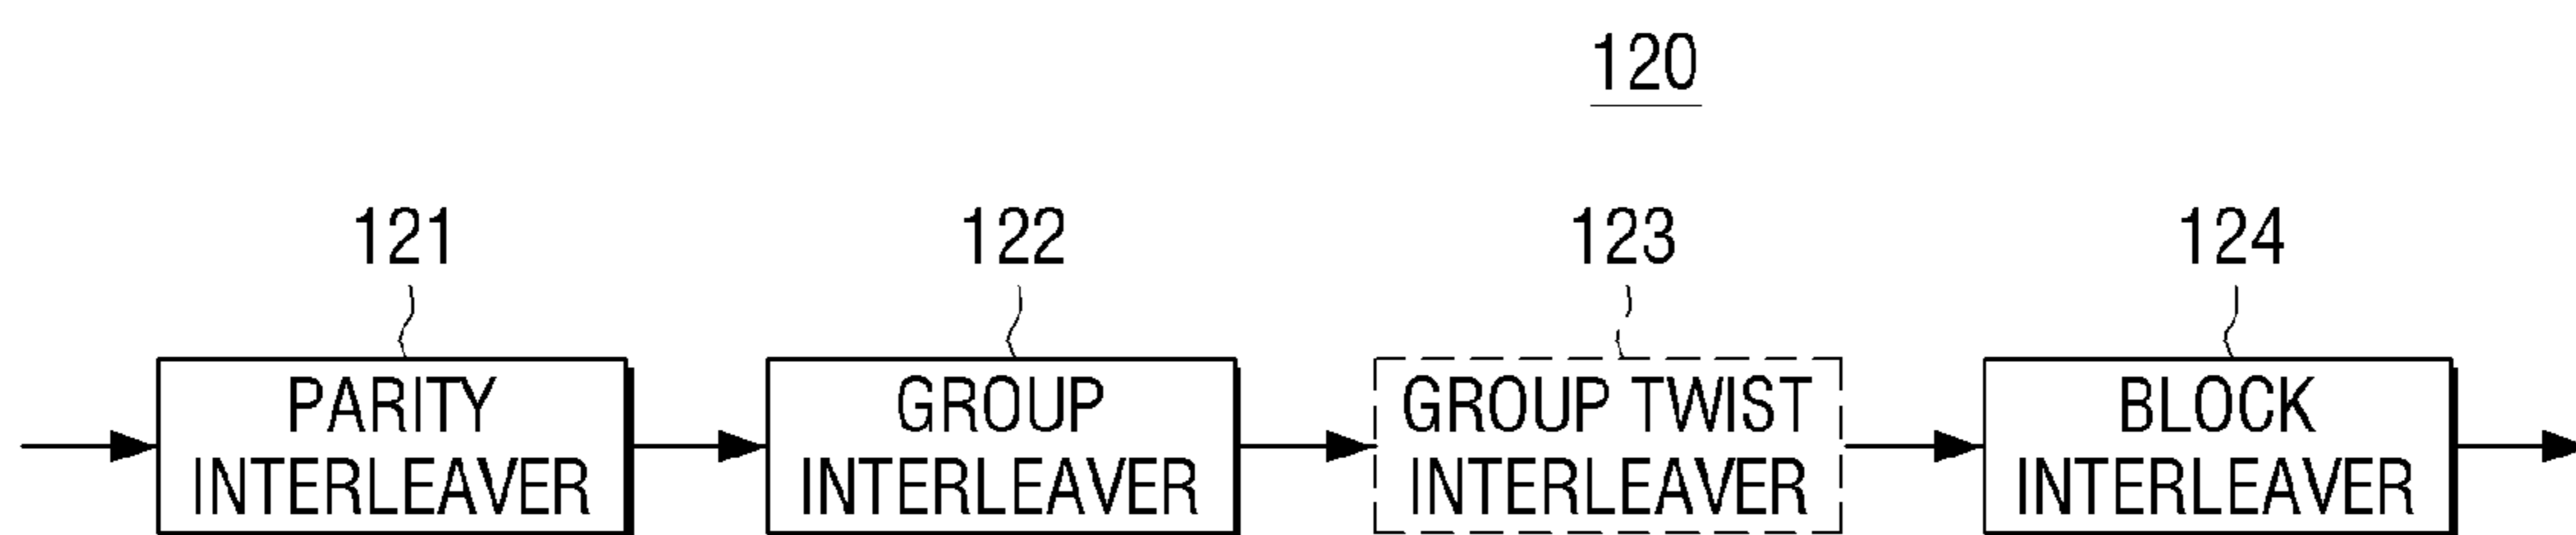 120
121
122
123
124
PARITY
INTERLEAVER
GROUP
INTERLEAVER
GROUP TWIST
INTERLEAVER
BLOCK
INTERLEAVER